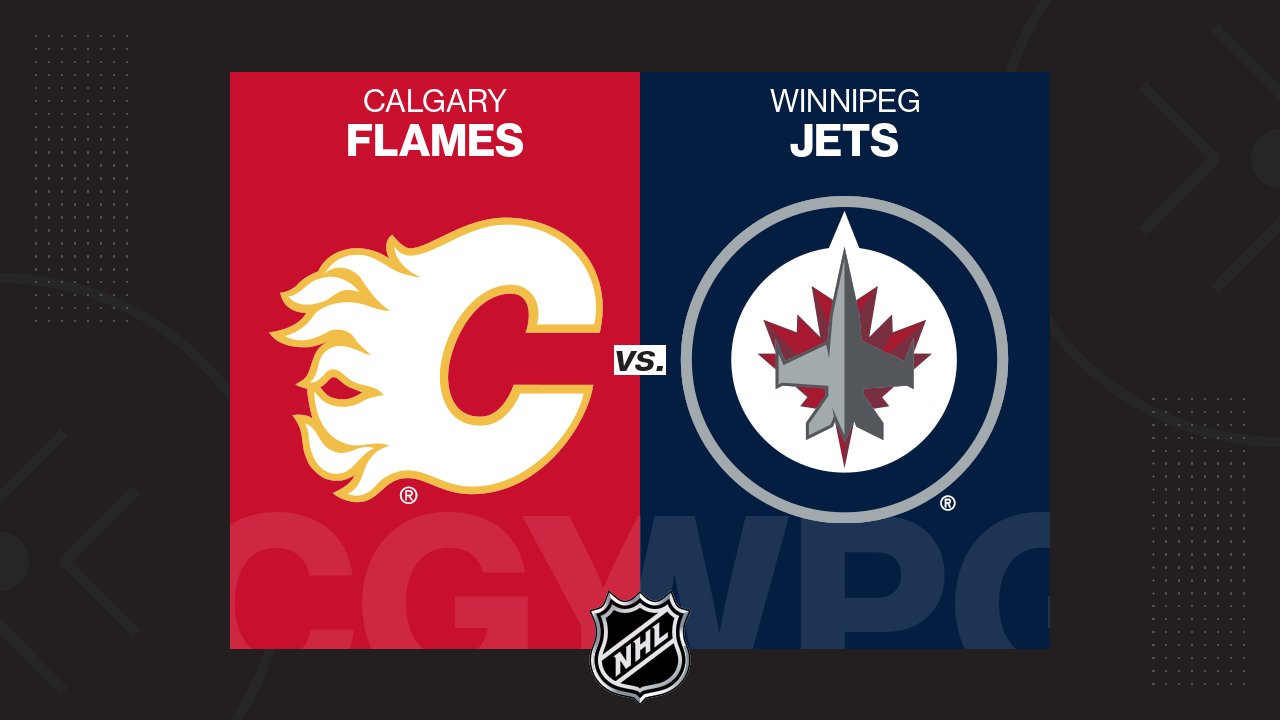 CALGARY
FLAMES
WINNIPEG
JETS
vs.
®
®
CGY
WPG
NHL